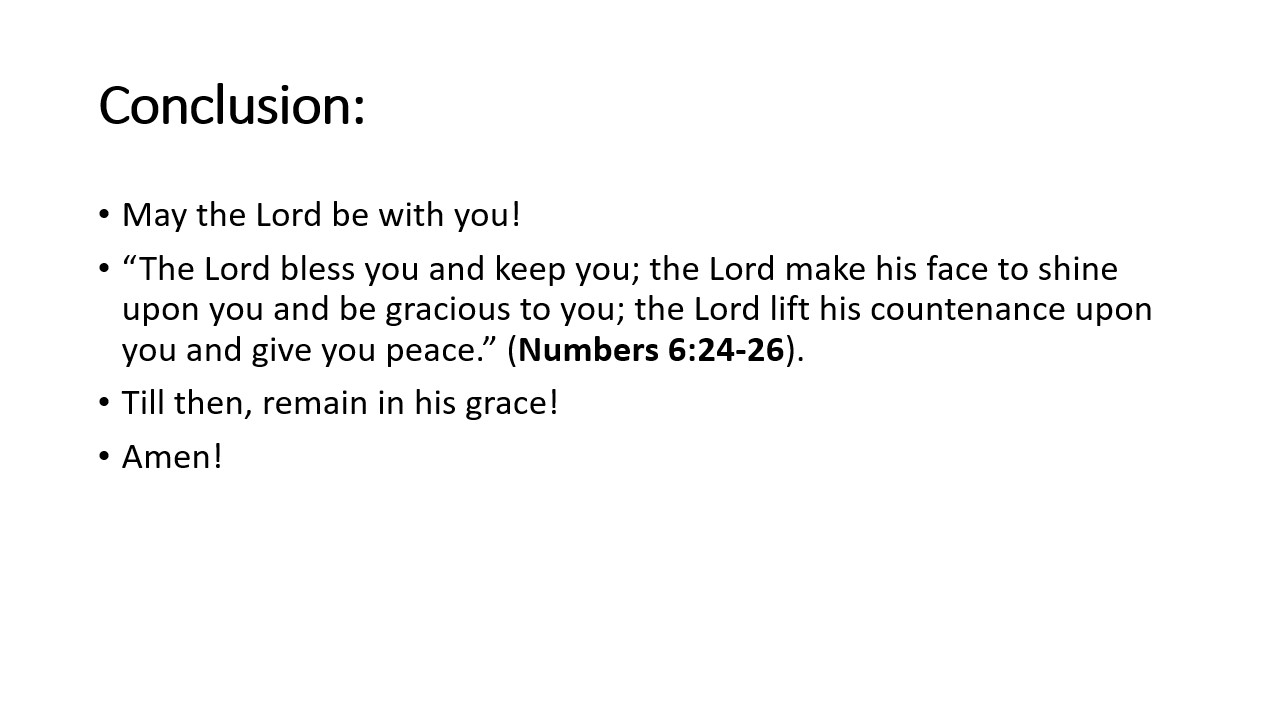 Conclusion:
• May the Lord be with you!
• “The Lord bless you and keep you; the Lord make his face to shine
upon you and be gracious to you; the Lord lift his countenance upon
you and give you peace.” (Numbers 6:24-26).
• Till then, remain in his grace!
• Amen!